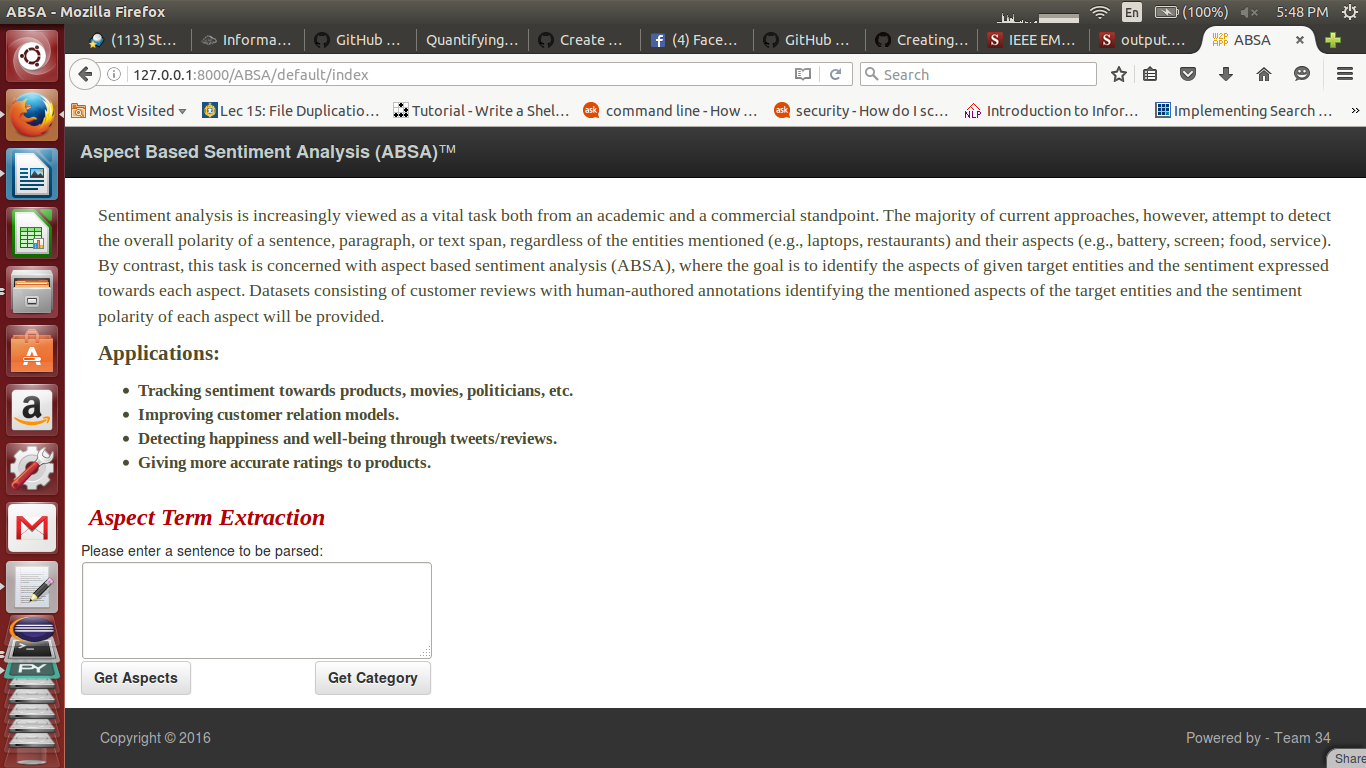 ABSA - Mozilla Firefox
En
(100%)
5:48 PM
(113) St...
Informa...
GitHub ...
Quantifying...
Create ...
(4) Face...
GitHub ...
Creating...
IEEE EM...
output....
W2P APP
ABSA
127.0.0.1:8000/ABSA/default/index
Search
Most Visited
Lec 15: File Duplicatio...
Tutorial - Write a Shel...
ask
command line - How ...
ask
security - How do I sc...
NLP
Introduction to Infor...
Implementing Search ...
»
Aspect Based Sentiment Analysis (ABSA)™
Sentiment analysis is increasingly viewed as a vital task both from an academic and a commercial standpoint. The majority of current approaches, however, attempt to detect
the overall polarity of a sentence, paragraph, or text span, regardless of the entities mentioned (e.g., laptops, restaurants) and their aspects (e.g., battery, screen; food, service).
By contrast, this task is concerned with aspect based sentiment analysis (ABSA), where the goal is to identify the aspects of given target entities and the sentiment expressed
towards each aspect. Datasets consisting of customer reviews with human-authored annotations identifying the mentioned aspects of the target entities and the sentiment
polarity of each aspect will be provided.
Applications:
• Tracking sentiment towards products, movies, politicians, etc.
• Improving customer relation models.
• Detecting happiness and well-being through tweets/reviews.
• Giving more accurate ratings to products.
Aspect Term Extraction
Please enter a sentence to be parsed:
Get Aspects
Get Category
Copyright © 2016
Powered by - Team 34
Share
PY